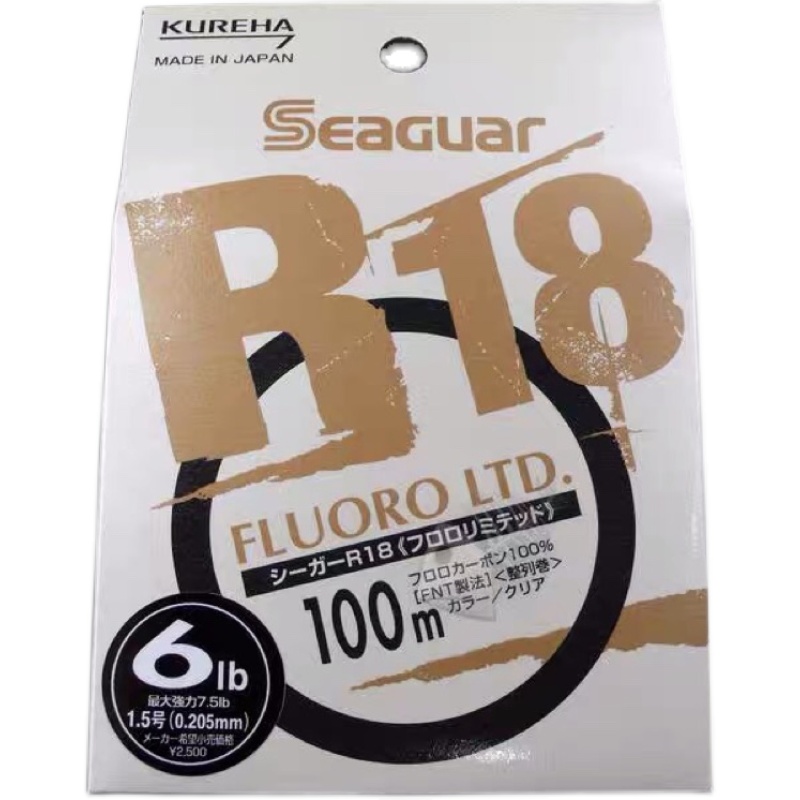 KUREHA
MADE IN JAPAN
SEAGUAR
R18
FLUORO LTD.
シーガーR18《フロロリミテッド》
100m
フロロカーボン100%
[FNT製法]<整列巻>
カラー/クリア
6lb
最大強力7.5lb
1.5号(0.205mm)
メーカー希望小売価格
¥2,500